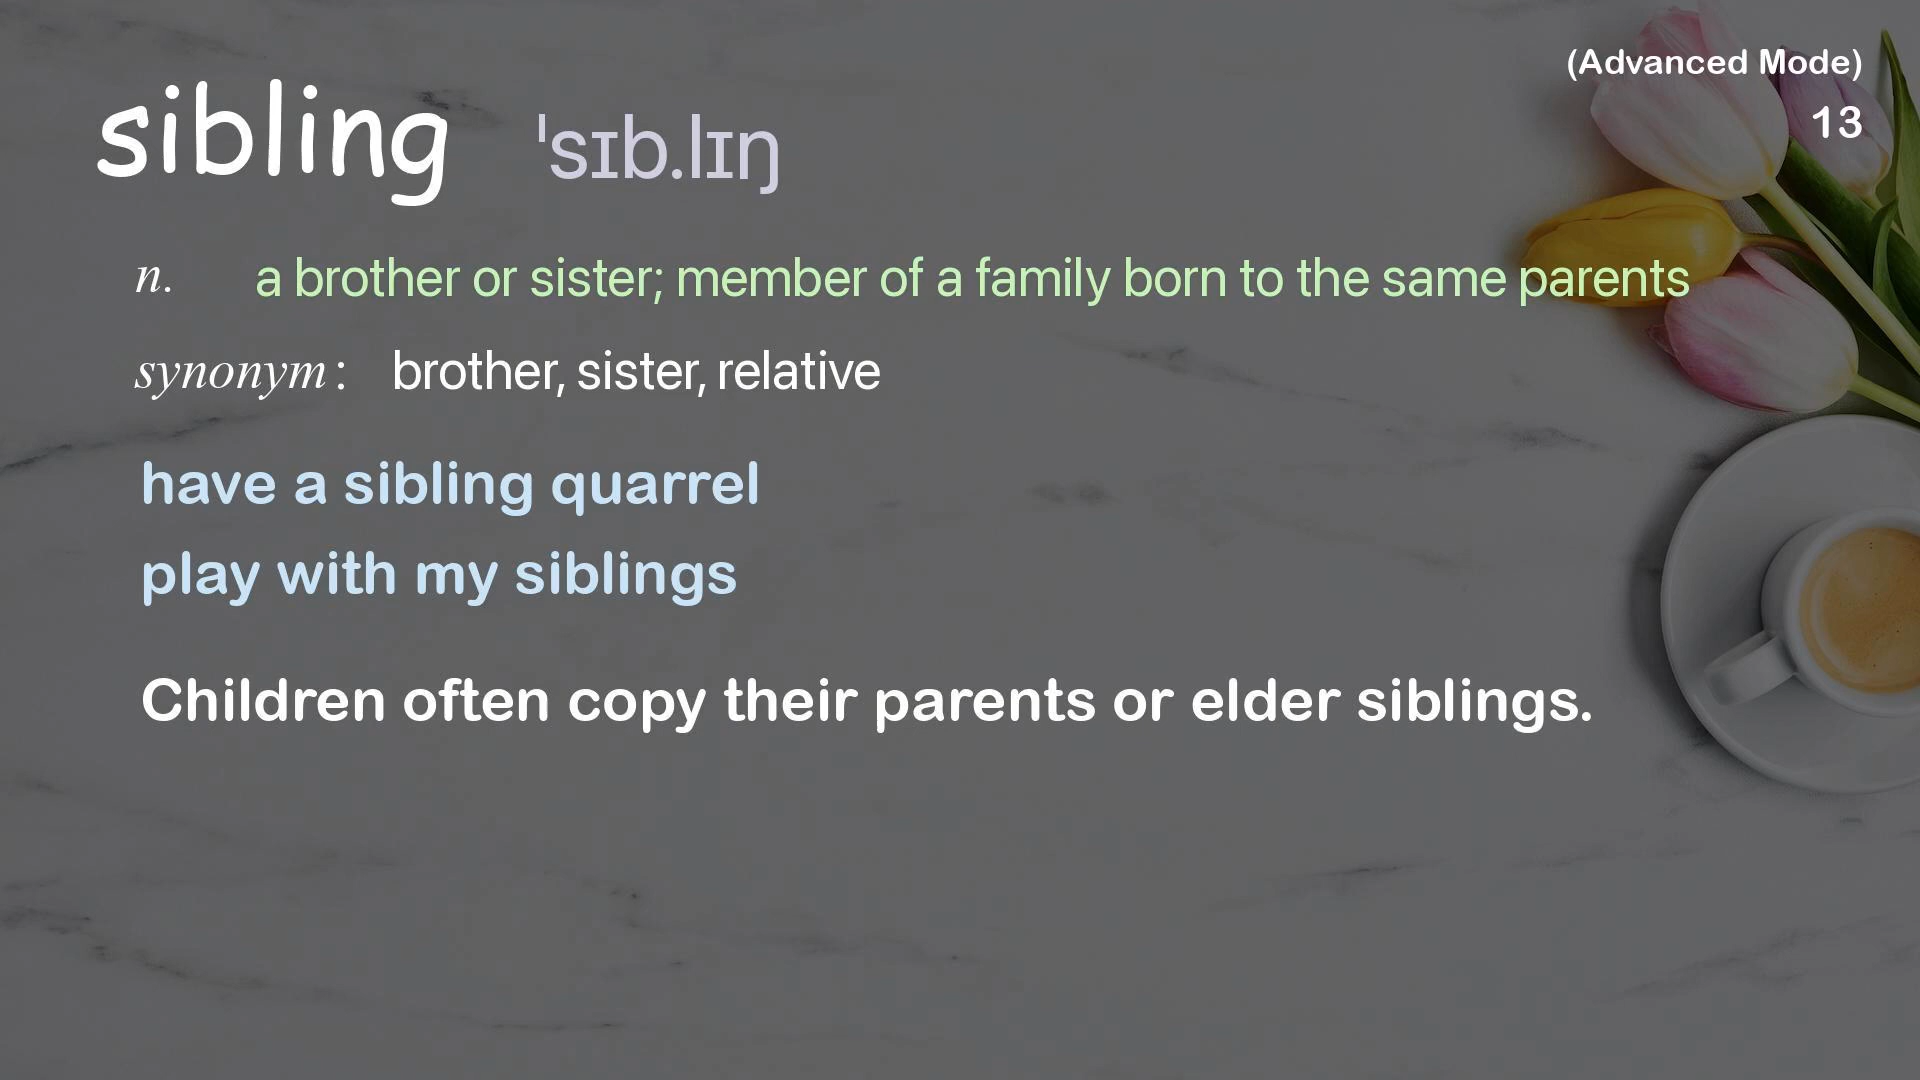 (Advanced Mode)
13
sibling ˈsɪb.lɪŋ
n. a brother or sister; member of a family born to the same parents
synonym: brother, sister, relative
have a sibling quarrel
play with my siblings
Children often copy their parents or elder siblings.